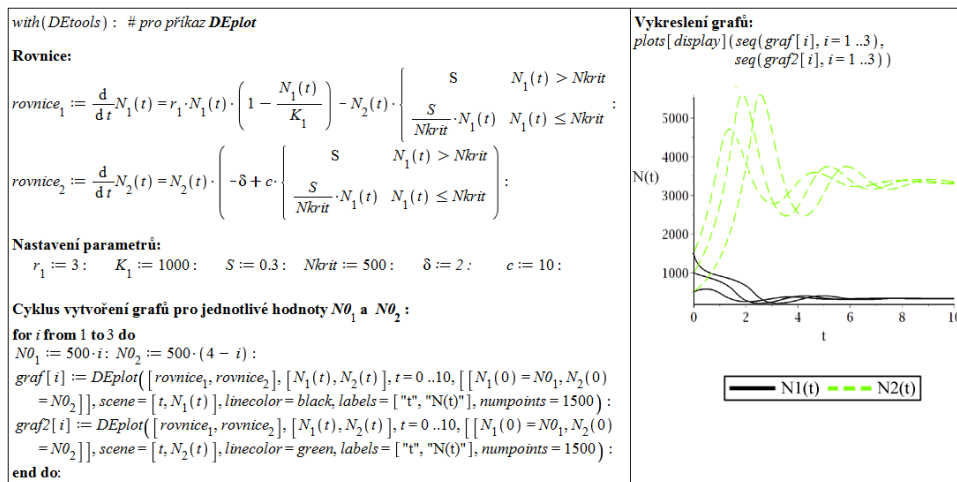 with(DEtools) : # pro příkaz DEplot
Rovnice:
rovnice₁ := d/dt N₁(t) = r₁·N₁(t)·(1 − N₁(t)/K₁) − N₂(t)·{ S N₁(t) > Nkrit
S/Nkrit·N₁(t) N₁(t) ≤ Nkrit :
rovnice₂ := d/dt N₂(t) = N₂(t)·( −δ + c·{ S N₁(t) > Nkrit
S/Nkrit·N₁(t) N₁(t) ≤ Nkrit ) :
Nastavení parametrů:
r₁ := 3 : K₁ := 1000 : S := 0.3 : Nkrit := 500 : δ := 2 : c := 10 :
Cyklus vytvoření grafů pro jednotlivé hodnoty N0₁ a N0₂ :
for i from 1 to 3 do
N0₁ := 500·i : N0₂ := 500·(4 − i) :
graf[i] := DEplot([rovnice₁, rovnice₂], [N₁(t), N₂(t)], t = 0 ..10, [[N₁(0) = N0₁, N₂(0)
= N0₂]], scene = [t, N₁(t)], linecolor = black, labels = ["t", "N(t)"], numpoints = 1500) :
graf2[i] := DEplot([rovnice₁, rovnice₂], [N₁(t), N₂(t)], t = 0 ..10, [[N₁(0) = N0₁, N₂(0)
= N0₂]], scene = [t, N₂(t)], linecolor = green, labels = ["t", "N(t)"], numpoints = 1500) :
end do:
Vykreslení grafů:
plots[display](seq(graf[i], i = 1 ..3),
seq(graf2[i], i = 1 ..3))
5000
4000
N(t)
3000
2000
1000
0 2 4 6 8 10
t
N1(t) N2(t)